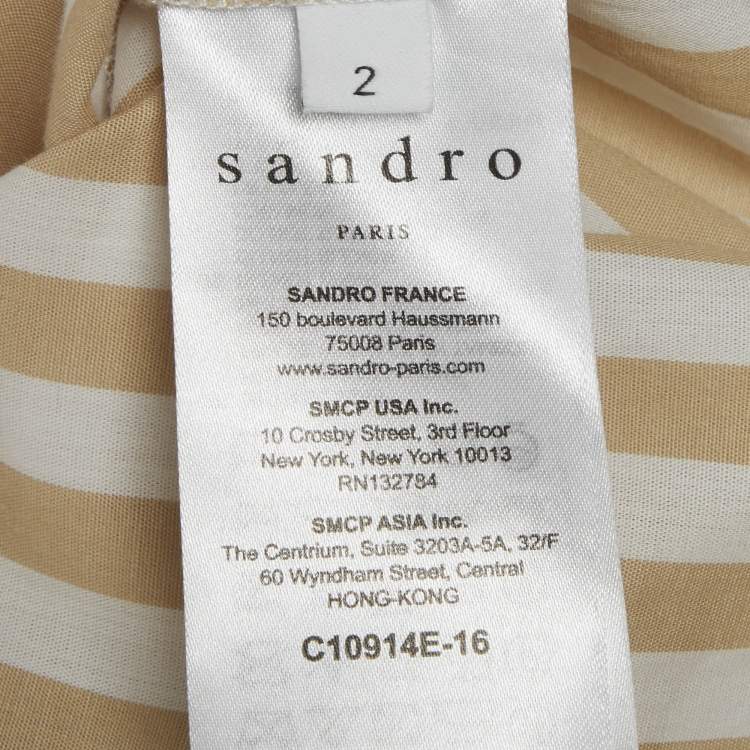 2
sandro
PARIS
SANDRO FRANCE
150 boulevard Haussmann
75008 Paris
www.sandro-paris.com
SMCP USA Inc.
10 Crosby Street, 3rd Floor
New York, New York 10013
RN132784
SMCP ASIA Inc.
The Centrium, Suite 3203A-5A, 32/F
60 Wyndham Street, Central
HONG-KONG
C10914E-16